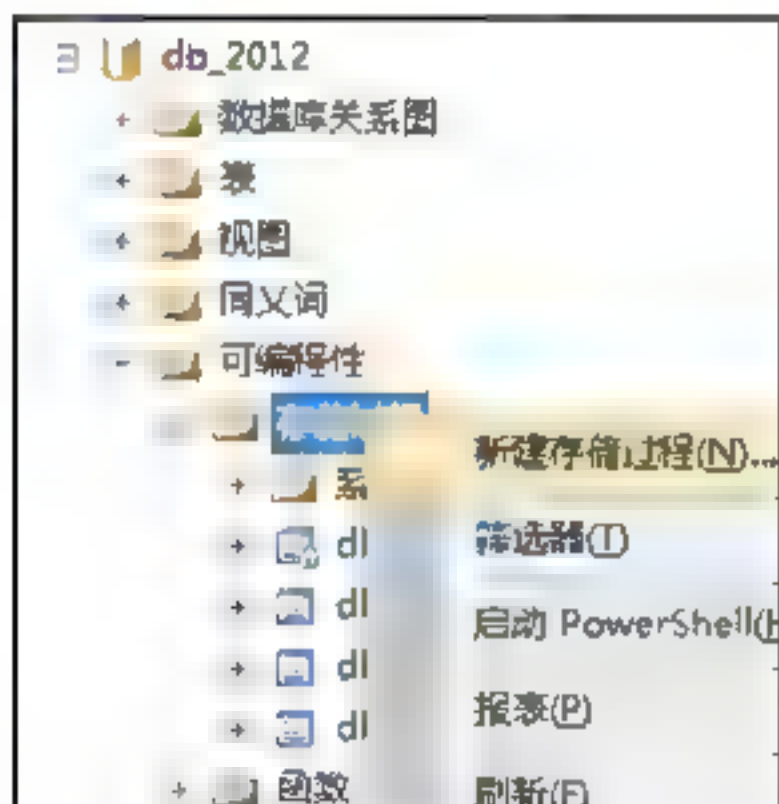 db_2012
数据库关系图
表
视图
同义词
可编程性
新建存储过程(N)...
系
筛选器(T)
dl
dl
启动 PowerShell(H
dl
报表(P)
dl
函数
刷新(F)